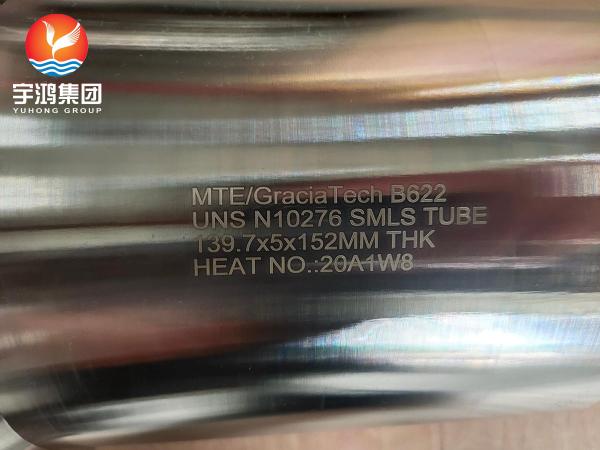 宇鸿集团
YUHONG GROUP
MTE/GraciaTech B622
UNS N10276 SMLS TUBE
139.7x5x152MM THK
HEAT NO.:20A1W8